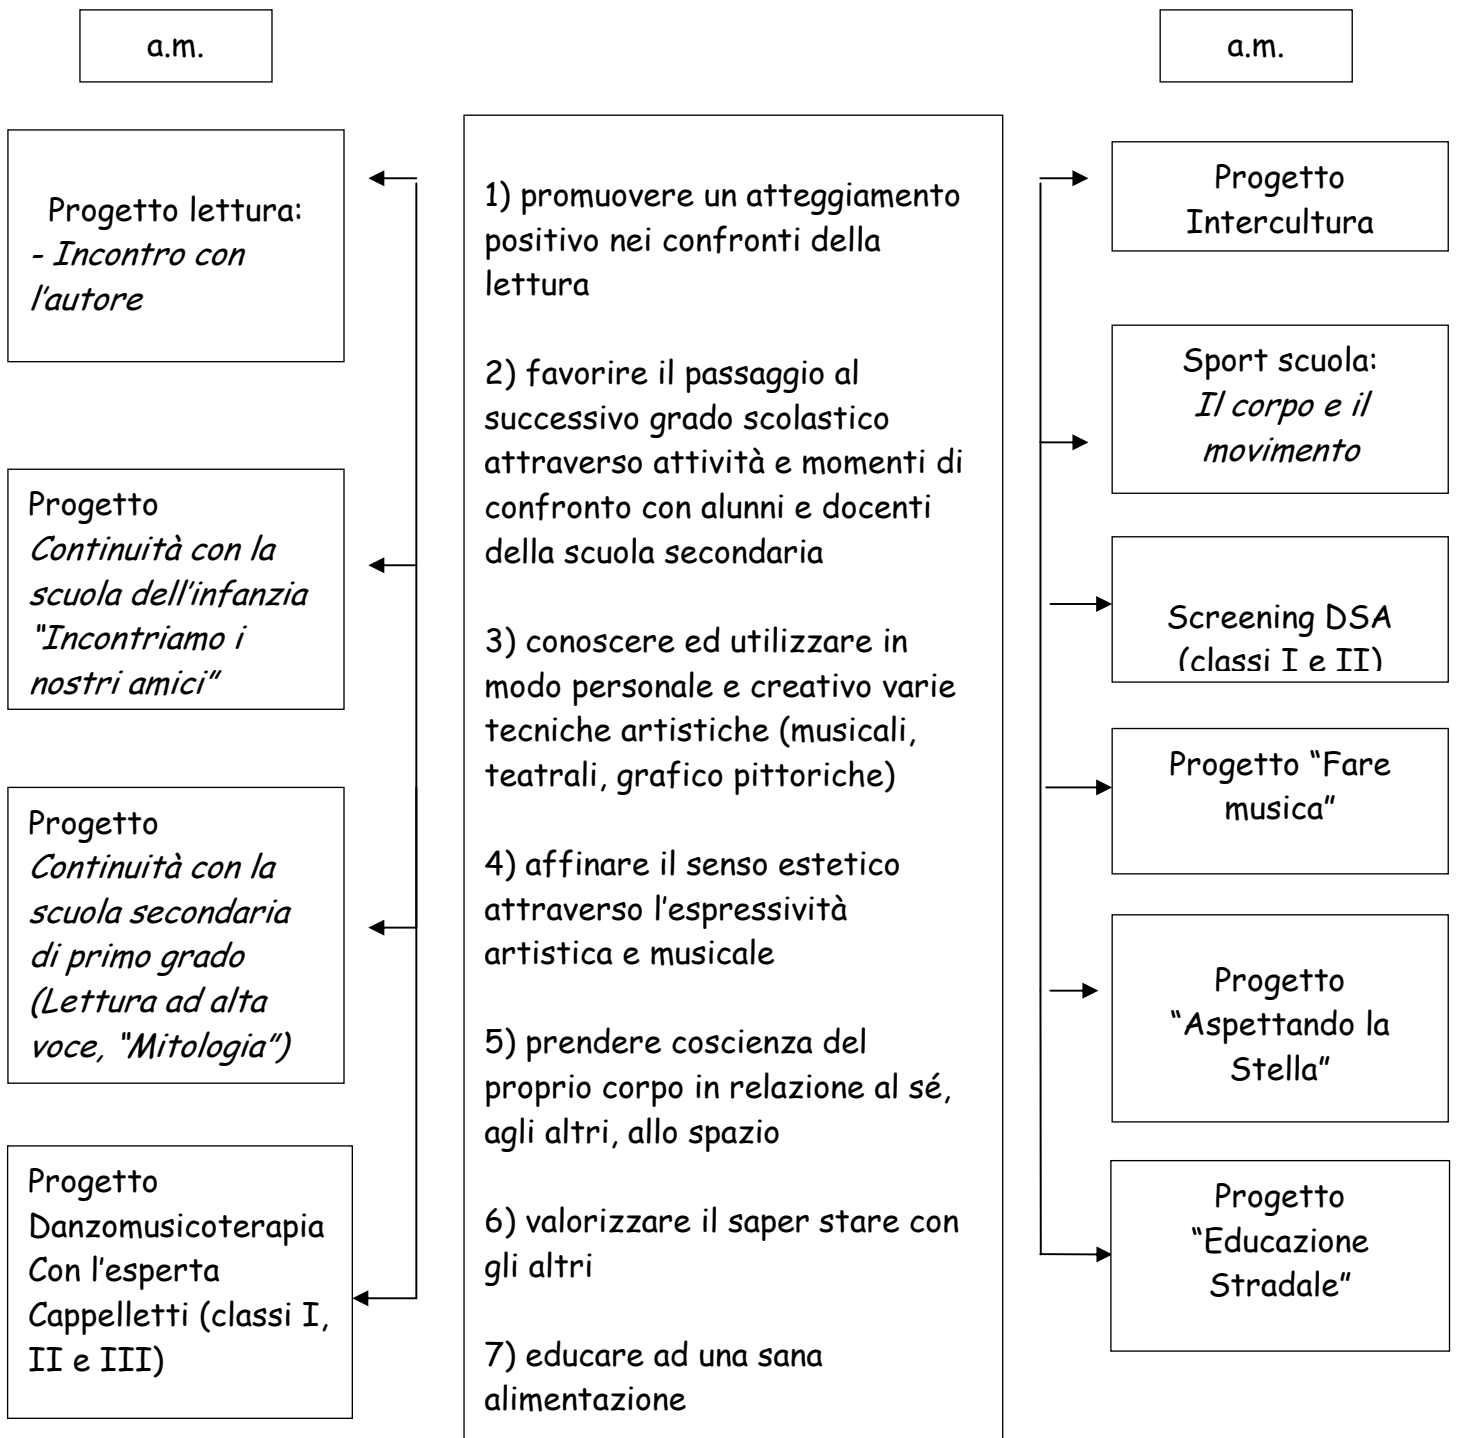 a.m.
a.m.
Progetto lettura:
- Incontro con
l'autore
Progetto
Continuità con la
scuola dell'infanzia
"Incontriamo i
nostri amici"
Progetto
Continuità con la
scuola secondaria
di primo grado
(Lettura ad alta
voce, "Mitologia")
Progetto
Danzomusicoterapia
Con l'esperta
Cappelletti (classi I,
II e III)
1) promuovere un atteggiamento
positivo nei confronti della
lettura
2) favorire il passaggio al
successivo grado scolastico
attraverso attività e momenti di
confronto con alunni e docenti
della scuola secondaria
3) conoscere ed utilizzare in
modo personale e creativo varie
tecniche artistiche (musicali,
teatrali, grafico pittoriche)
4) affinare il senso estetico
attraverso l'espressività
artistica e musicale
5) prendere coscienza del
proprio corpo in relazione al sé,
agli altri, allo spazio
6) valorizzare il saper stare con
gli altri
7) educare ad una sana
alimentazione
Progetto
Intercultura
Sport scuola:
Il corpo e il
movimento
Screening DSA
(classi I e II)
Progetto "Fare
musica"
Progetto
"Aspettando la
Stella"
Progetto
"Educazione
Stradale"